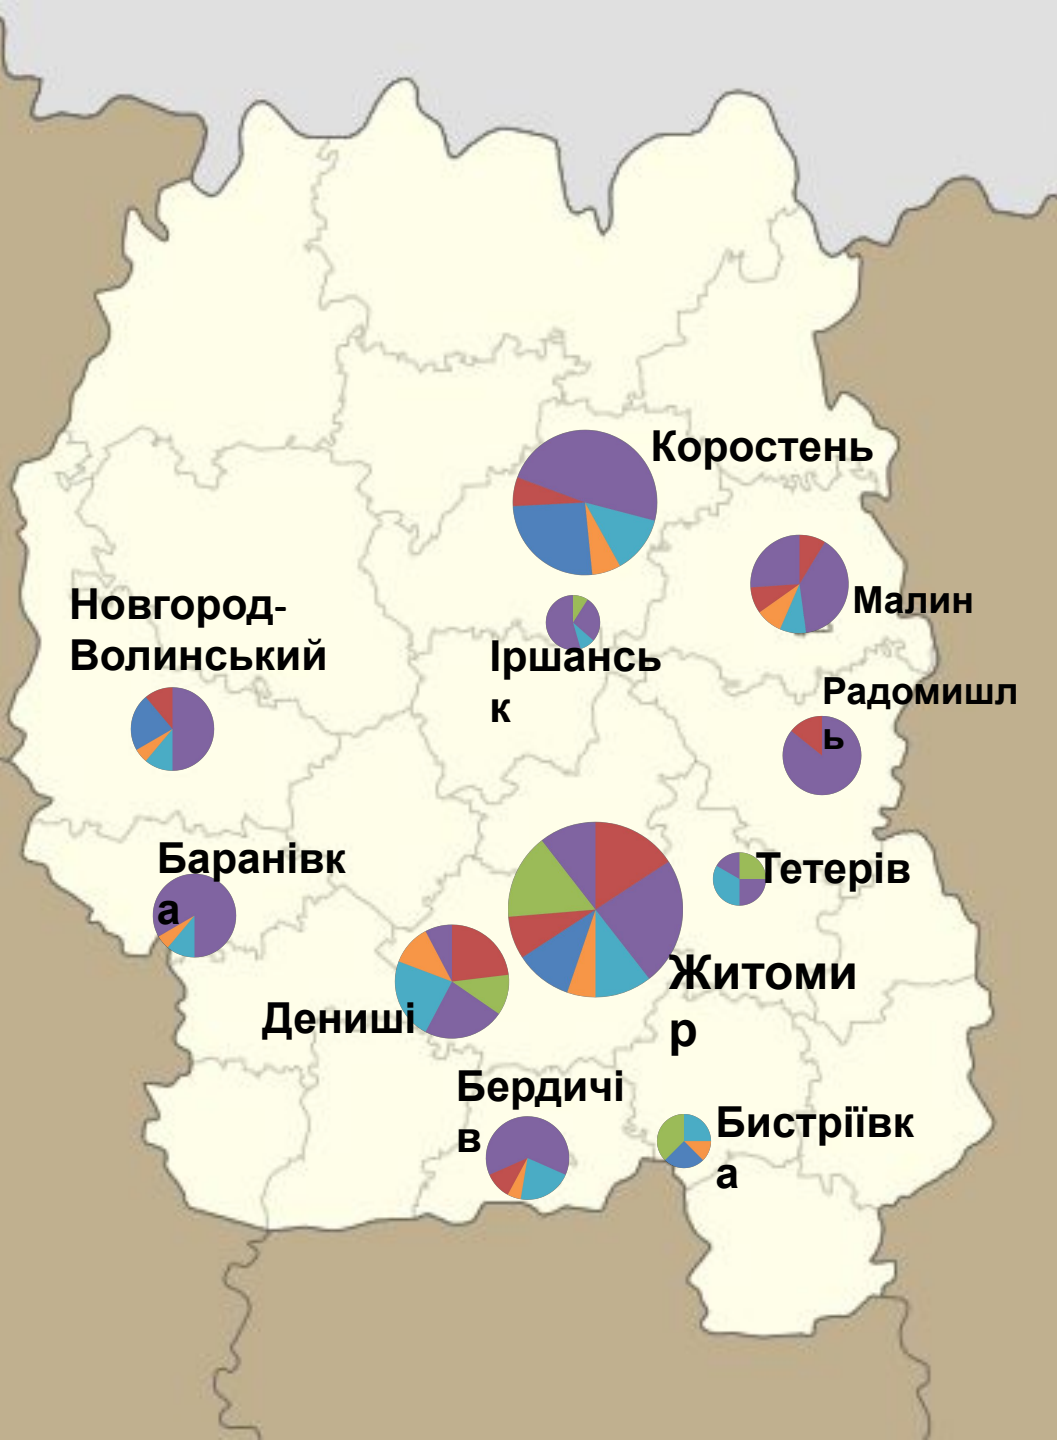 Коростень
Новгород-
Волинський
Малин
Іршансь
к
Радомишл
ь
Баранівк
а
Тетерів
Житоми
р
Дениші
Бердичі
в
Бистріївк
а